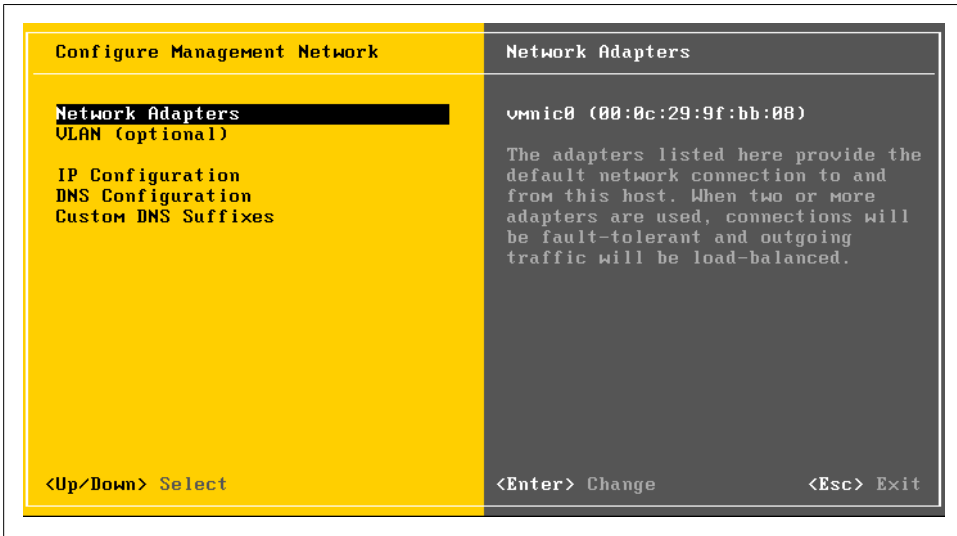 Configure Management Network
Network Adapters
VLAN (optional)
IP Configuration
DNS Configuration
Custom DNS Suffixes
<Up/Down> Select
Network Adapters
vmnic0 (00:0c:29:9f:bb:08)
The adapters listed here provide the
default network connection to and
from this host. When two or more
adapters are used, connections will
be fault-tolerant and outgoing
traffic will be load-balanced.
<Enter> Change
<Esc> Exit